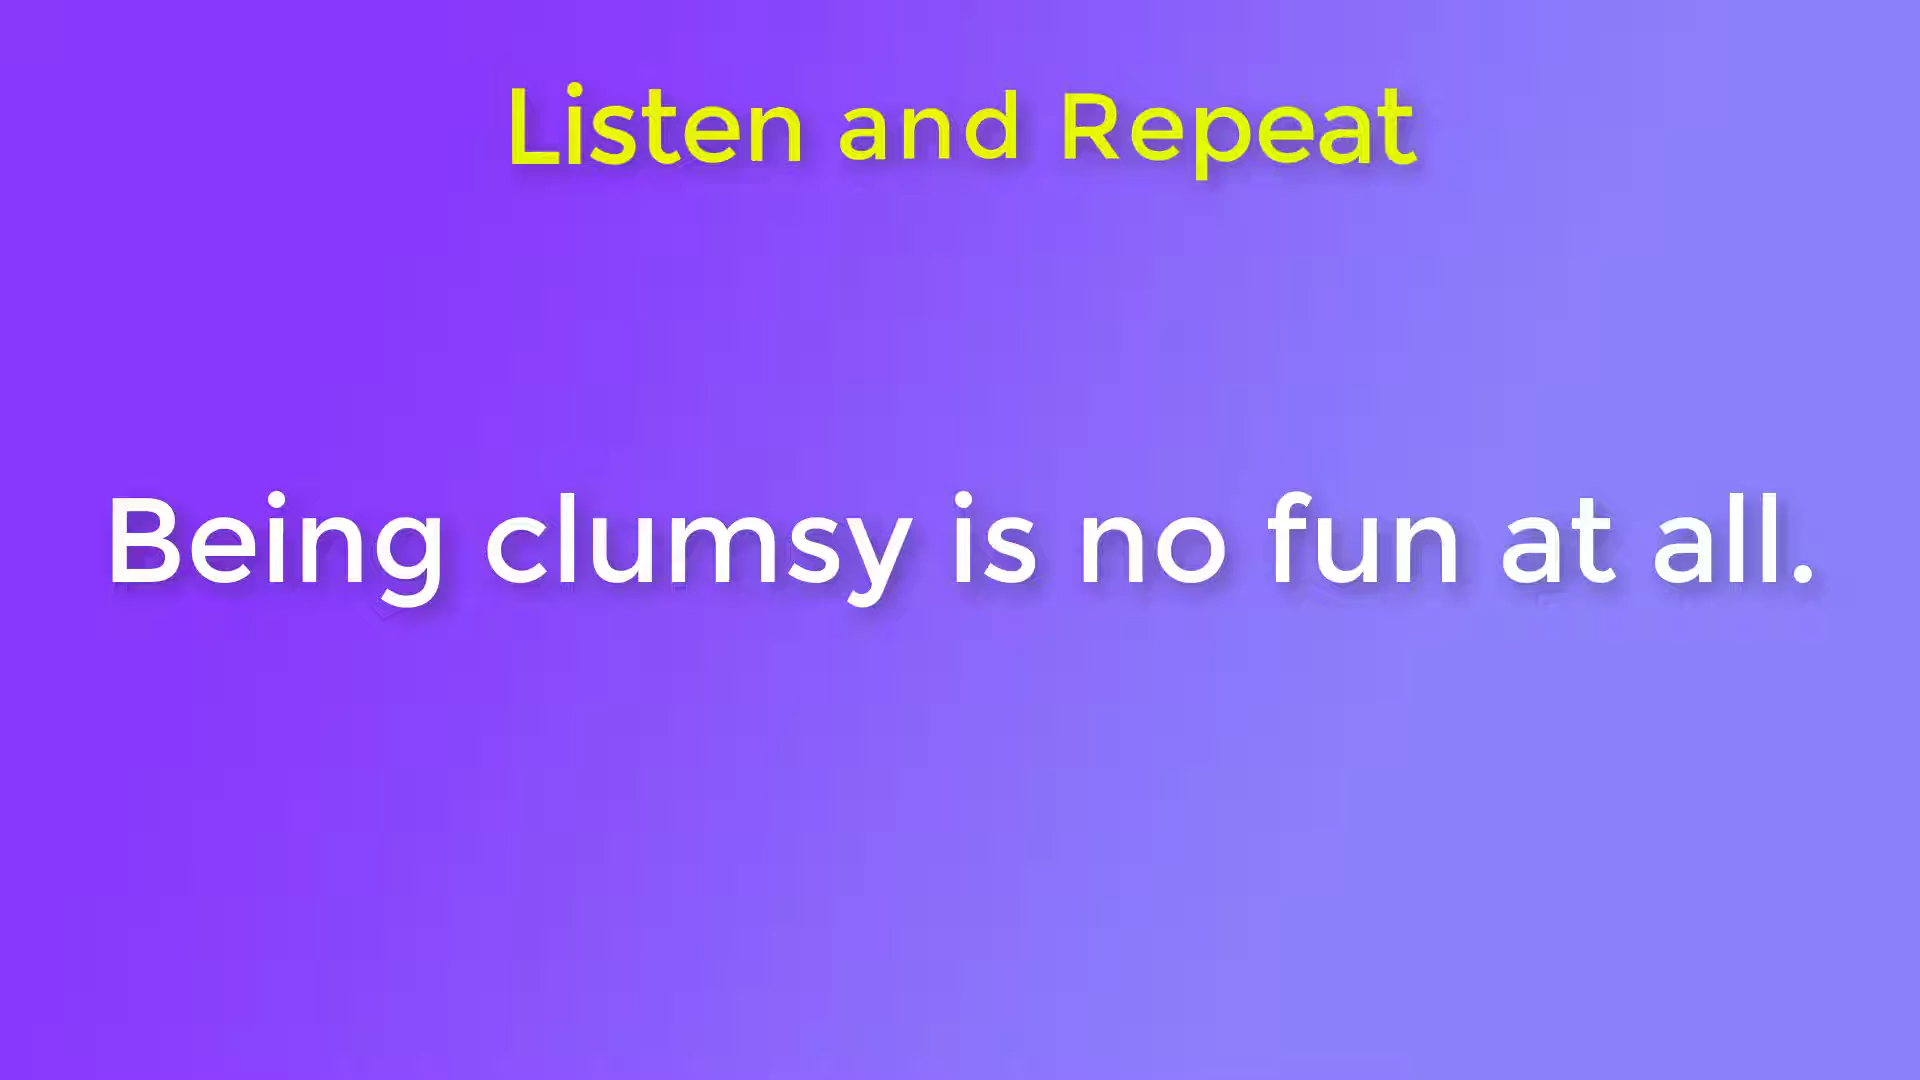 Listen and Repeat
Being clumsy is no fun at all.